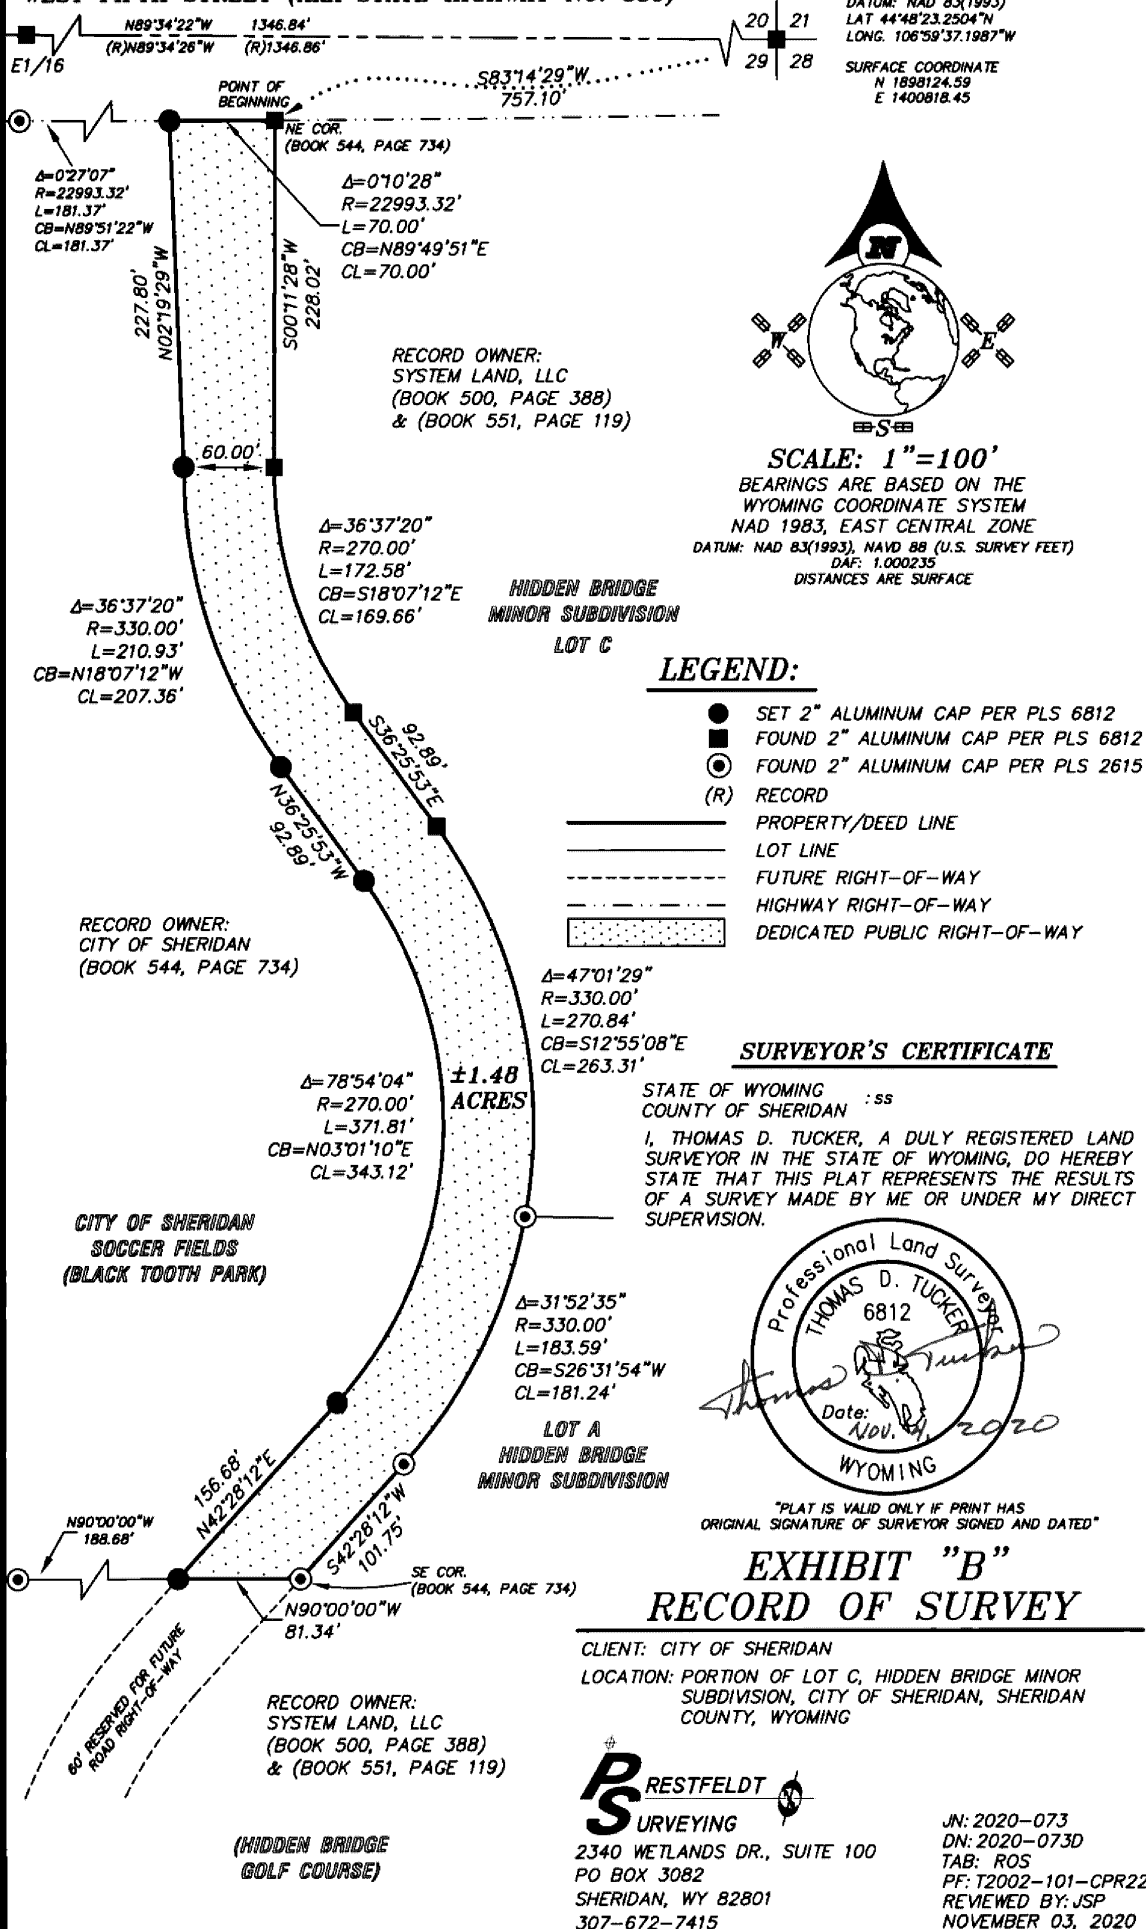 N89°34'22"W 1346.84'
(R)N89°34'26"W (R)1346.86'
E1/16
20 21
29 28
LAT 44°48'23.2504"N
LONG. 106°59'37.1987"W
SURFACE COORDINATE
N 1898124.59
E 1400818.45
S83°14'29"W
757.10'
POINT OF
BEGINNING
NE COR.
(BOOK 544, PAGE 734)
Δ=0°27'07"
R=22993.32'
L=181.37'
CB=N89°51'22"W
CL=181.37'
Δ=0°10'28"
R=22993.32'
L=70.00'
CB=N89°49'51"E
CL=70.00'
227.80'
N02°19'29"W
S00°11'28"W
228.02'
RECORD OWNER:
SYSTEM LAND, LLC
(BOOK 500, PAGE 388)
& (BOOK 551, PAGE 119)
N
W
E
S
SCALE: 1"=100'
BEARINGS ARE BASED ON THE
WYOMING COORDINATE SYSTEM
NAD 1983, EAST CENTRAL ZONE
DATUM: NAD 83(1993), NAVD 88 (U.S. SURVEY FEET)
DAF: 1.000235
DISTANCES ARE SURFACE
60.00'
Δ=36°37'20"
R=270.00'
L=172.58'
CB=S18°07'12"E
CL=169.66'
HIDDEN BRIDGE
MINOR SUBDIVISION
LOT C
Δ=36°37'20"
R=330.00'
L=210.93'
CB=N18°07'12"W
CL=207.36'
LEGEND:
SET 2" ALUMINUM CAP PER PLS 6812
FOUND 2" ALUMINUM CAP PER PLS 6812
FOUND 2" ALUMINUM CAP PER PLS 2615
(R) RECORD
PROPERTY/DEED LINE
LOT LINE
FUTURE RIGHT-OF-WAY
HIGHWAY RIGHT-OF-WAY
DEDICATED PUBLIC RIGHT-OF-WAY
92.89'
S36°25'53"E
N36°25'53"W
92.89'
RECORD OWNER:
CITY OF SHERIDAN
(BOOK 544, PAGE 734)
Δ=47°01'29"
R=330.00'
L=270.84'
CB=S12°55'08"E
CL=263.31'
±1.48
ACRES
Δ=78°54'04"
R=270.00'
L=371.81'
CB=N03°01'10"E
CL=343.12'
SURVEYOR'S CERTIFICATE
STATE OF WYOMING :ss
COUNTY OF SHERIDAN
I, THOMAS D. TUCKER, A DULY REGISTERED LAND
SURVEYOR IN THE STATE OF WYOMING, DO HEREBY
STATE THAT THIS PLAT REPRESENTS THE RESULTS
OF A SURVEY MADE BY ME OR UNDER MY DIRECT
SUPERVISION.
CITY OF SHERIDAN
SOCCER FIELDS
(BLACK TOOTH PARK)
Professional Land Surveyor
THOMAS D. TUCKER
6812
Thomas D Tucker
Date:
Nov. 4, 2020
WYOMING
Δ=31°52'35"
R=330.00'
L=183.59'
CB=S26°31'54"W
CL=181.24'
LOT A
HIDDEN BRIDGE
MINOR SUBDIVISION
156.68'
N42°28'12"E
S42°28'12"W
101.75'
"PLAT IS VALID ONLY IF PRINT HAS
ORIGINAL SIGNATURE OF SURVEYOR SIGNED AND DATED"
N90°00'00"W
188.68'
SE COR.
(BOOK 544, PAGE 734)
N90°00'00"W
81.34'
EXHIBIT "B"
RECORD OF SURVEY
CLIENT: CITY OF SHERIDAN
LOCATION: PORTION OF LOT C, HIDDEN BRIDGE MINOR
SUBDIVISION, CITY OF SHERIDAN, SHERIDAN
COUNTY, WYOMING
60' RESERVED FOR FUTURE
ROAD RIGHT-OF-WAY
RECORD OWNER:
SYSTEM LAND, LLC
(BOOK 500, PAGE 388)
& (BOOK 551, PAGE 119)
(HIDDEN BRIDGE
GOLF COURSE)
PRESTFELDT
SURVEYING
2340 WETLANDS DR., SUITE 100
PO BOX 3082
SHERIDAN, WY 82801
307-672-7415
JN: 2020-073
DN: 2020-073D
TAB: ROS
PF: T2002-101-CPR22
REVIEWED BY: JSP
NOVEMBER 03, 2020